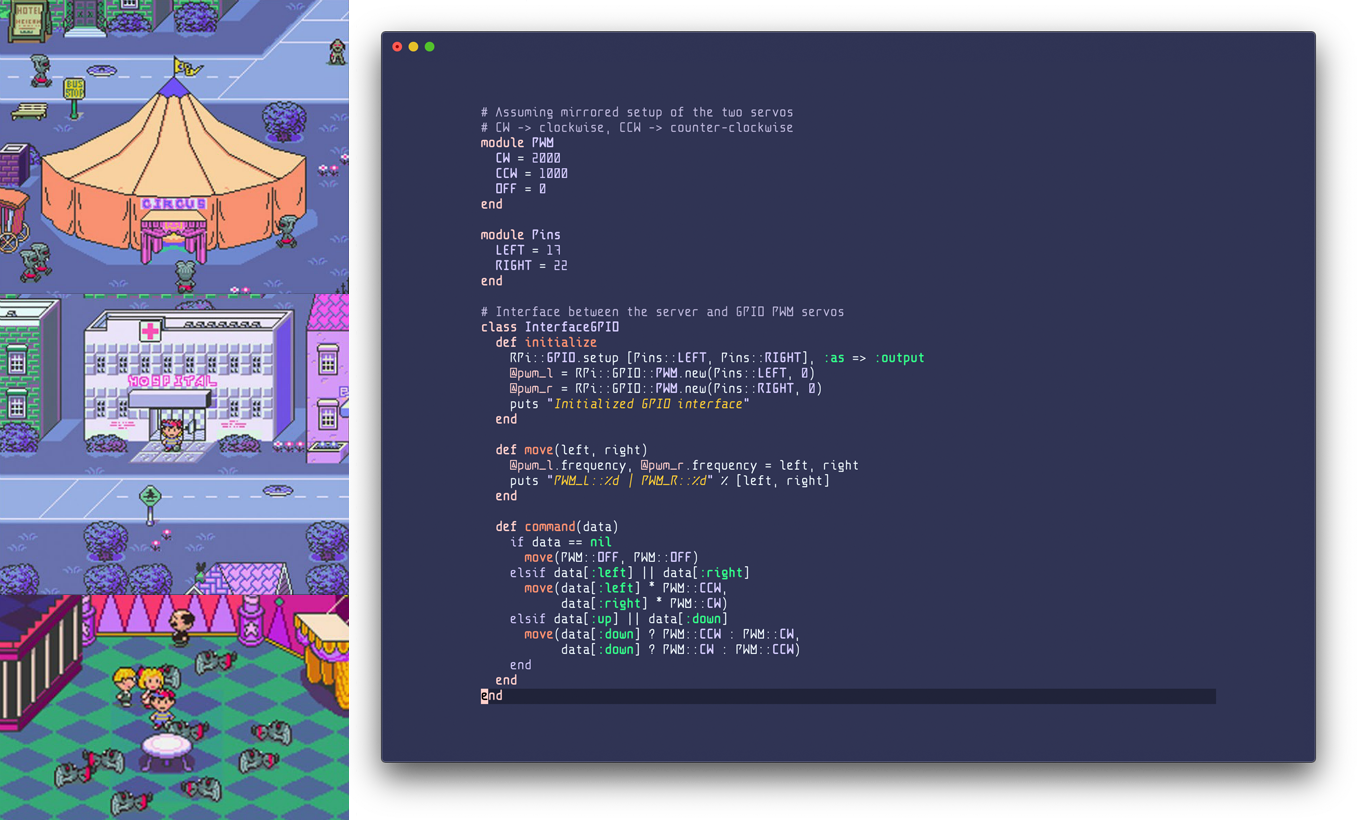 HOTEL
BUS
STOP
CIRCUS
HOSPITAL
# Assuming mirrored setup of the two servos
# CW -> clockwise, CCW -> counter-clockwise
module PWM
  CW = 2000
  CCW = 1000
  OFF = 0
end

module Pins
  LEFT = 17
  RIGHT = 22
end

# Interface between the server and GPIO PWM servos
class InterfaceGPIO
  def initialize
    RPi::GPIO.setup [Pins::LEFT, Pins::RIGHT], :as => :output
    @pwm_l = RPi::GPIO::PWM.new(Pins::LEFT, 0)
    @pwm_r = RPi::GPIO::PWM.new(Pins::RIGHT, 0)
    puts "Initialized GPIO interface"
  end

  def move(left, right)
    @pwm_l.frequency, @pwm_r.frequency = left, right
    puts "PWM_L::%d | PWM_R::%d" % [left, right]
  end

  def command(data)
    if data == nil
      move(PWM::OFF, PWM::OFF)
    elsif data[:left] || data[:right]
      move(data[:left] * PWM::CCW,
           data[:right] * PWM::CW)
    elsif data[:up] || data[:down]
      move(data[:down] ? PWM::CCW : PWM::CW,
           data[:down] ? PWM::CW : PWM::CCW)
    end
  end
end